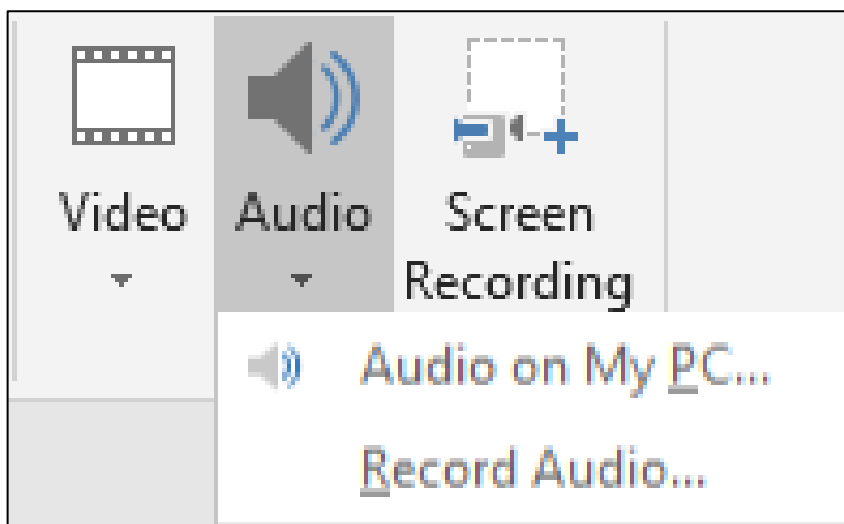 Video
Audio
Screen
Recording
Audio on My PC...
Record Audio...